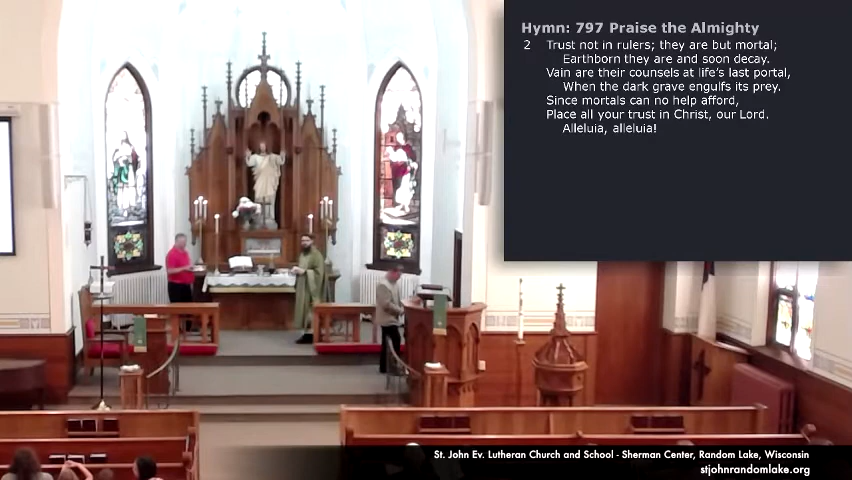 Hymn: 797 Praise the Almighty
2 Trust not in rulers; they are but mortal;
Earthborn they are and soon decay.
Vain are their counsels at life's last portal,
When the dark grave engulfs its prey.
Since mortals can no help afford,
Place all your trust in Christ, our Lord.
Alleluia, alleluia!
St. John Ev. Lutheran Church and School - Sherman Center, Random Lake, Wisconsin
stjohnrandomlake.org